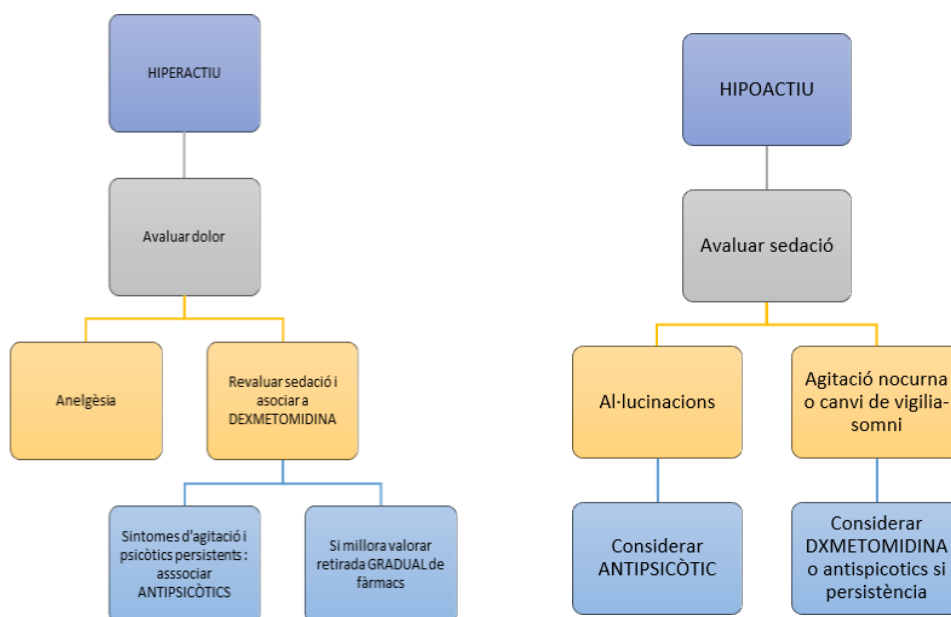 HIPERACTIU
Avaluar dolor
Anelgèsia
Revaluar sedació i
asociar a
DEXMETOMIDINA
Sintomes d'agitació i
psicòtics persistents :
asssociar
ANTIPSICÒTICS
Si millora valorar
retirada GRADUAL de
fàrmacs
HIPOACTIU
Avaluar sedació
Al·lucinacions
Agitació nocurna
o canvi de vigilia-
somni
Considerar
ANTIPSICÒTIC
Considerar
DXMETOMIDINA
o antispicotics si
persistència